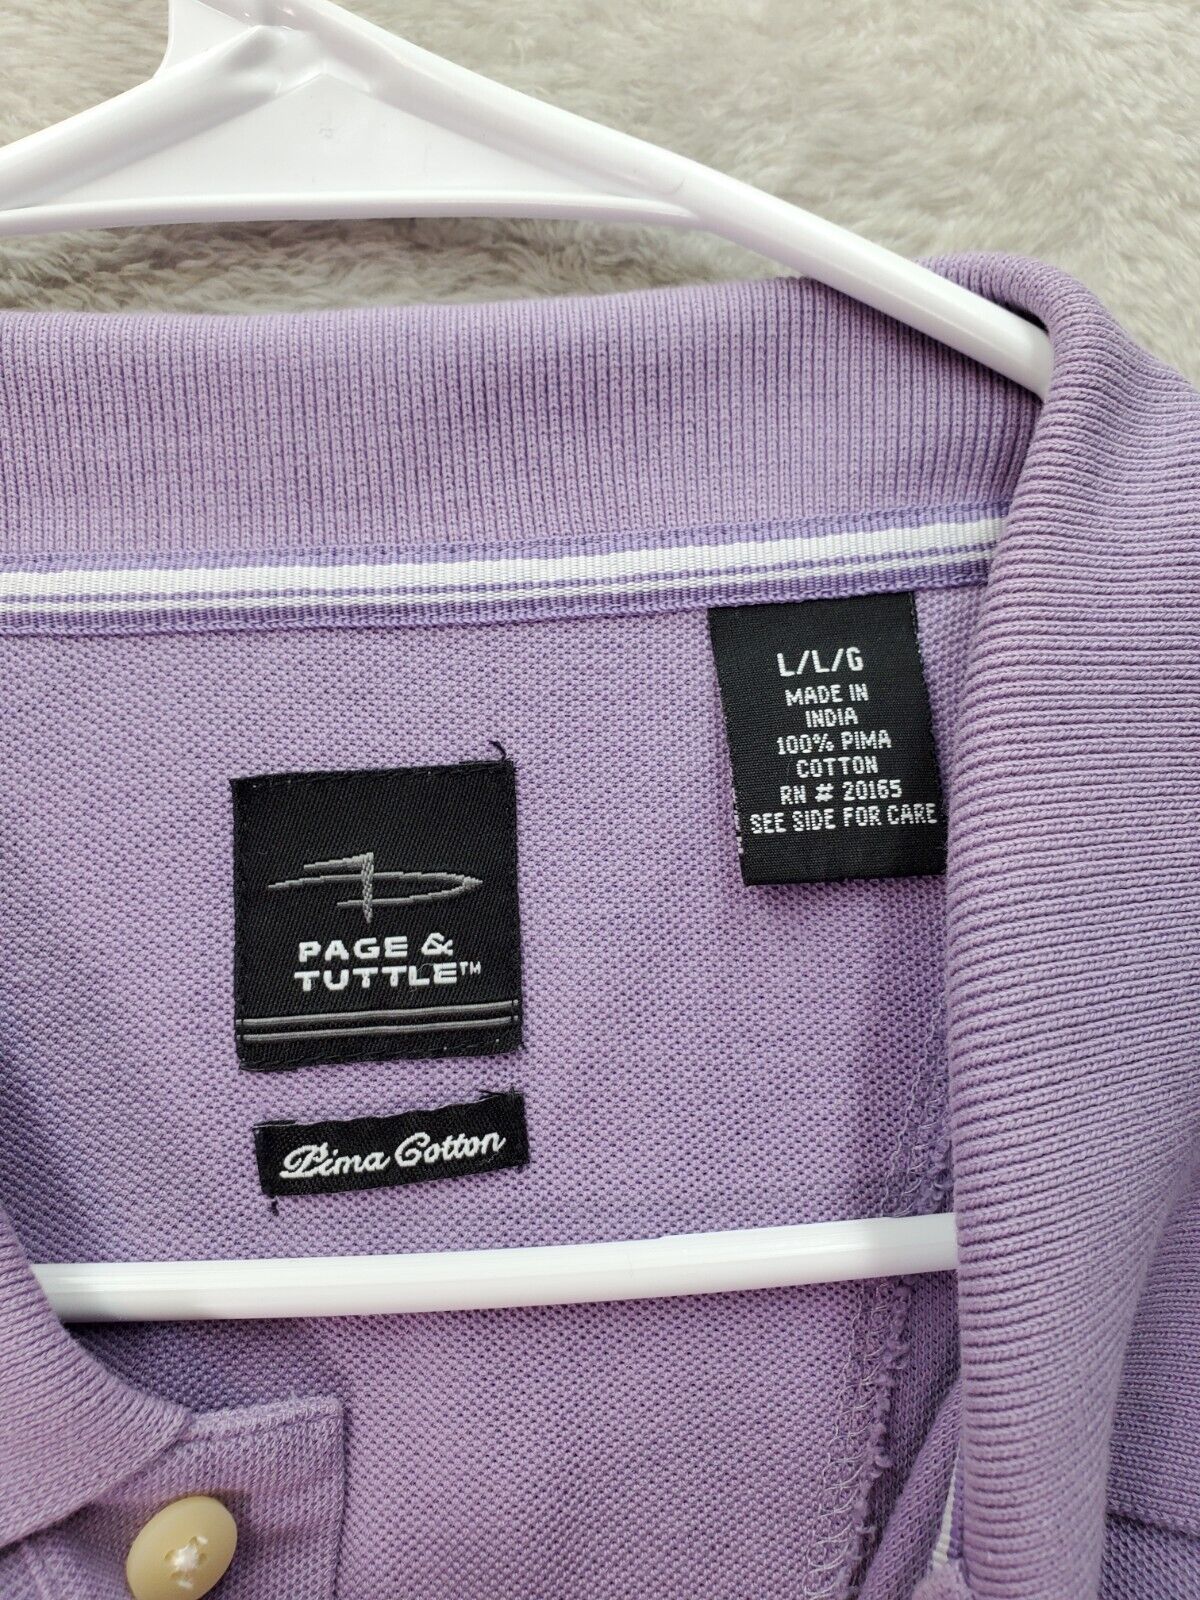 L/L/G
MADE IN
INDIA
100% PIMA
COTTON
RN # 20165
SEE SIDE FOR CARE
PAGE &
TUTTLE™
Pima Cotton